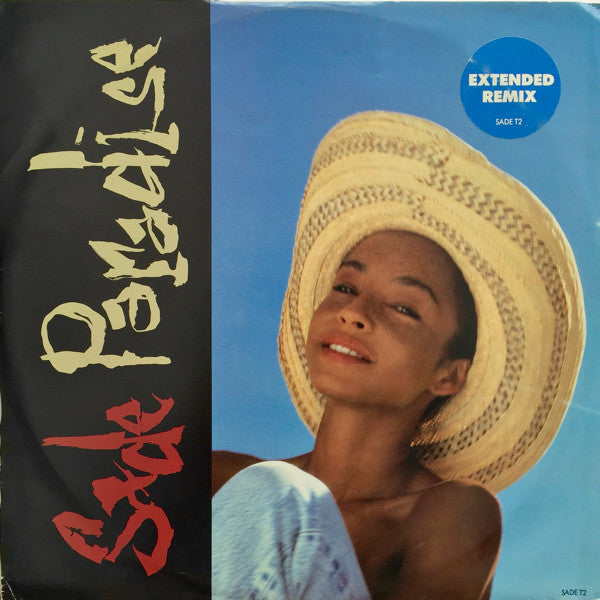 Sade
Paradise
EXTENDED
REMIX
SADE T2
SADE T2